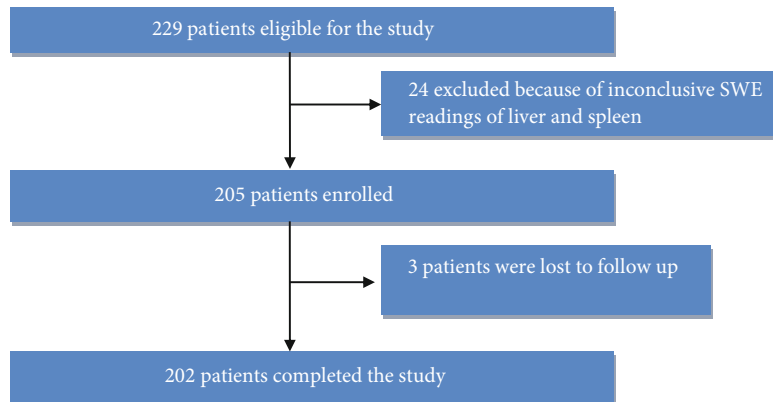 229 patients eligible for the study
24 excluded because of inconclusive SWE
readings of liver and spleen
205 patients enrolled
3 patients were lost to follow up
202 patients completed the study